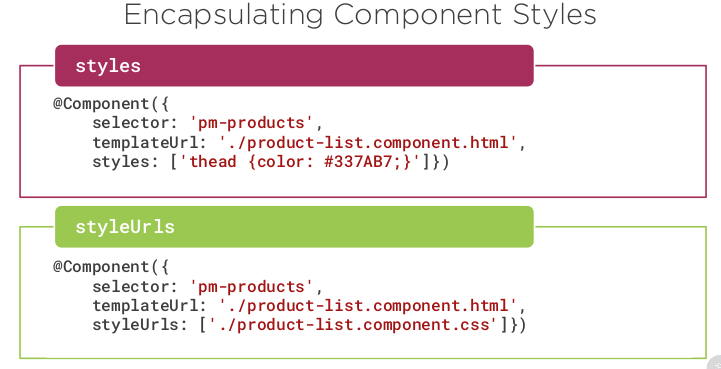 Encapsulating Component Styles
styles
@Component({
    selector: 'pm-products',
    templateUrl: './product-list.component.html',
    styles: ['thead {color: #337AB7;}']})
styleUrls
@Component({
    selector: 'pm-products',
    templateUrl: './product-list.component.html',
    styleUrls: ['./product-list.component.css']})